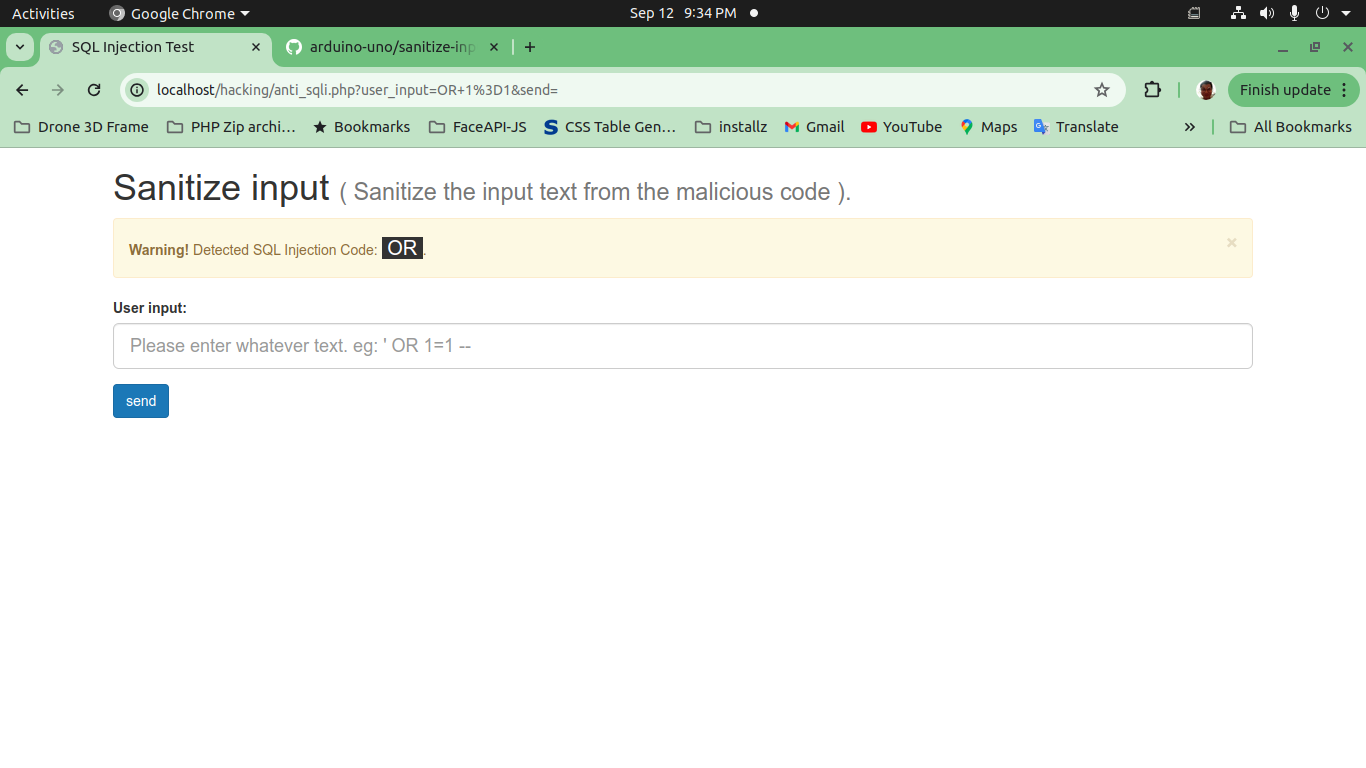 Activities Google Chrome Sep 12 9:34 PM
SQL Injection Test arduino-uno/sanitize-inp
localhost/hacking/anti_sqli.php?user_input=OR+1%3D1&send= Finish update
Drone 3D Frame PHP Zip archi... Bookmarks FaceAPI-JS S CSS Table Gen... installz Gmail YouTube Maps Translate » All Bookmarks
Sanitize input ( Sanitize the input text from the malicious code ).
Warning! Detected SQL Injection Code: OR. ×
User input:
Please enter whatever text. eg: ' OR 1=1 --
send